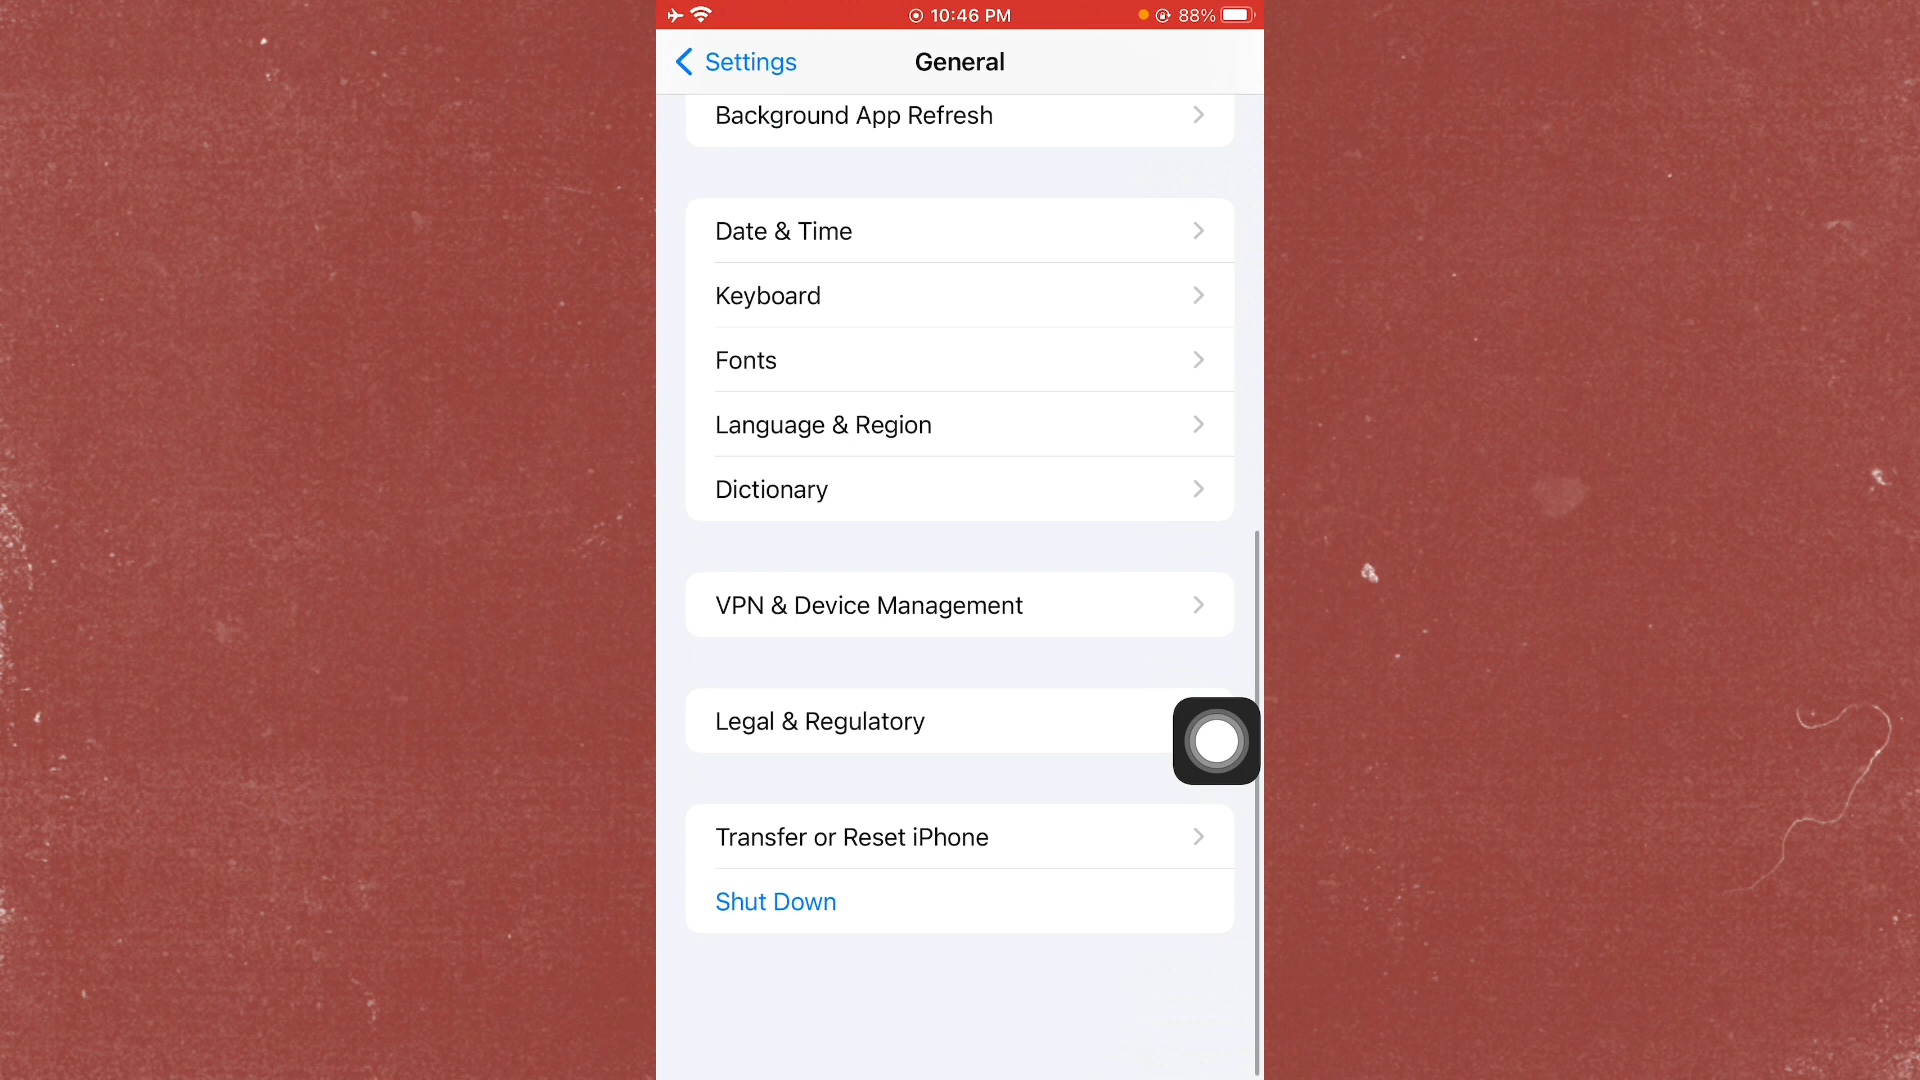 10:46 PM
88%
Settings
General
Background App Refresh
Date & Time
Keyboard
Fonts
Language & Region
Dictionary
VPN & Device Management
Legal & Regulatory
Transfer or Reset iPhone
Shut Down